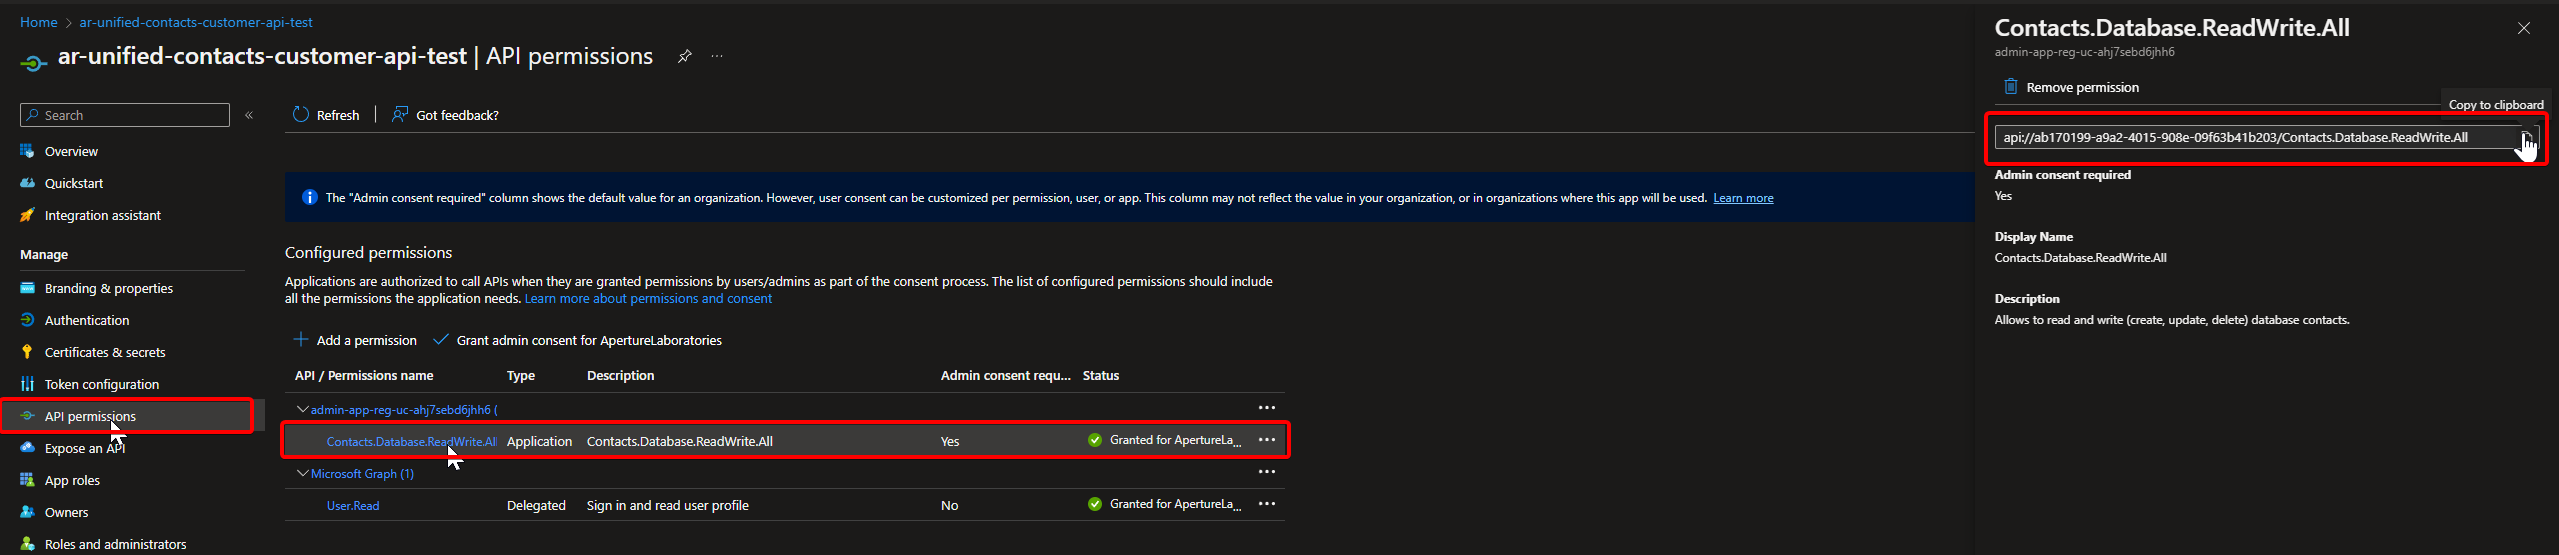 Home > ar-unified-contacts-customer-api-test
ar-unified-contacts-customer-api-test | API permissions
Search
Overview
Quickstart
Integration assistant
Manage
Branding & properties
Authentication
Certificates & secrets
Token configuration
API permissions
Expose an API
App roles
Owners
Roles and administrators
Refresh | Got feedback?
The "Admin consent required" column shows the default value for an organization. However, user consent can be customized per permission, user, or app. This column may not reflect the value in your organization, or in organizations where this app will be used. Learn more
Configured permissions
Applications are authorized to call APIs when they are granted permissions by users/admins as part of the consent process. The list of configured permissions should include
all the permissions the application needs. Learn more about permissions and consent
Add a permission Grant admin consent for ApertureLaboratories
API / Permissions name Type Description Admin consent requ... Status
admin-app-reg-uc-ahj7sebd6jhh6 (
Contacts.Database.ReadWrite.All Application Contacts.Database.ReadWrite.All Yes Granted for ApertureLa...
Microsoft Graph (1)
User.Read Delegated Sign in and read user profile No Granted for ApertureLa...
Contacts.Database.ReadWrite.All
admin-app-reg-uc-ahj7sebd6jhh6
Remove permission
Copy to clipboard
api://ab170199-a9a2-4015-908e-09f63b41b203/Contacts.Database.ReadWrite.All
Admin consent required
Yes
Display Name
Contacts.Database.ReadWrite.All
Description
Allows to read and write (create, update, delete) database contacts.